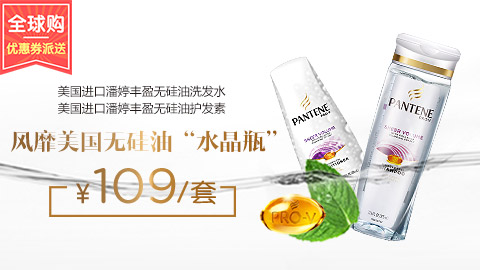 全球购
优惠券派送
美国进口潘婷丰盈无硅油洗发水
美国进口潘婷丰盈无硅油护发素
风靡美国无硅油“水晶瓶”
¥109/套
PANTENE
PANTENE
PRO-V